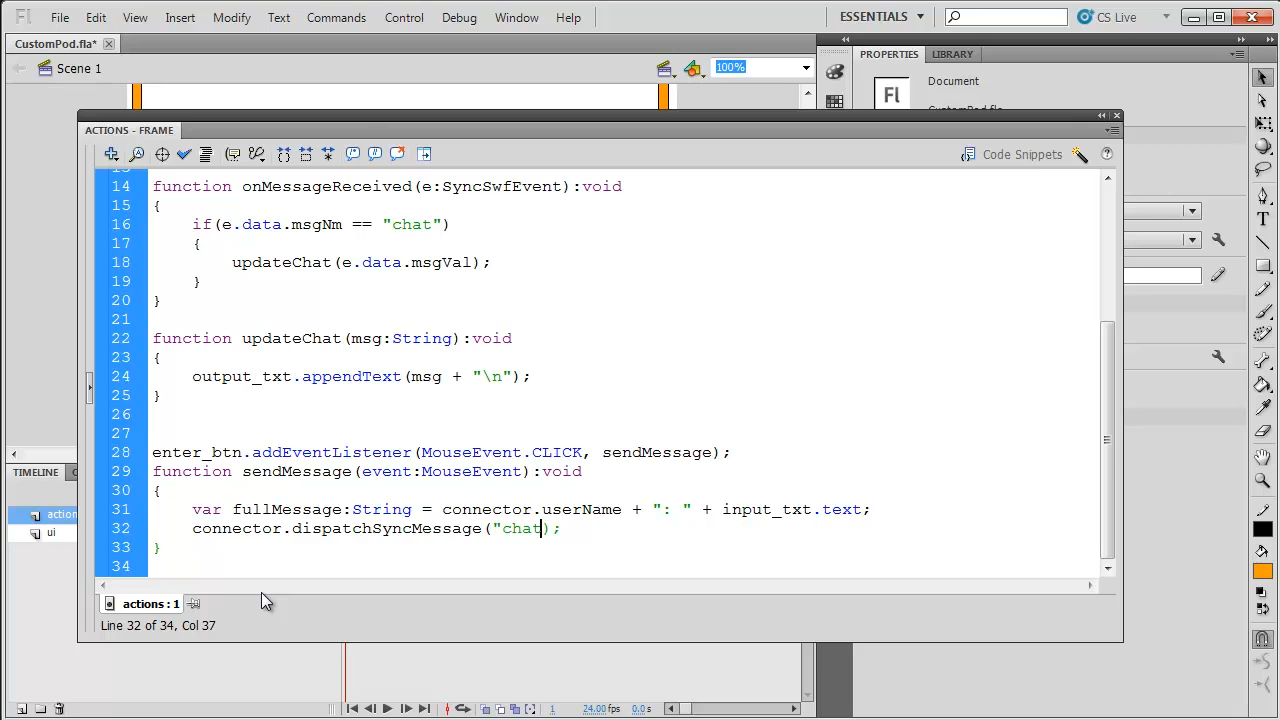 Fl File Edit View Insert Modify Text Commands Control Debug Window Help ESSENTIALS CS Live
CustomPod.fla*
Scene 1 100%
PROPERTIES LIBRARY
Fl Document
ACTIONS - FRAME
Code Snippets
14 function onMessageReceived(e:SyncSwfEvent):void
15 {
16 if(e.data.msgNm == "chat")
17 {
18 updateChat(e.data.msgVal);
19 }
20 }
21
22 function updateChat(msg:String):void
23 {
24 output_txt.appendText(msg + "\n");
25 }
26
27
28 enter_btn.addEventListener(MouseEvent.CLICK, sendMessage);
29 function sendMessage(event:MouseEvent):void
30 {
31 var fullMessage:String = connector.userName + ": " + input_txt.text;
32 connector.dispatchSyncMessage("chat);
33 }
34
actions : 1
Line 32 of 34, Col 37
TIMELINE
action
ui
1 24.00 fps 0.0 s